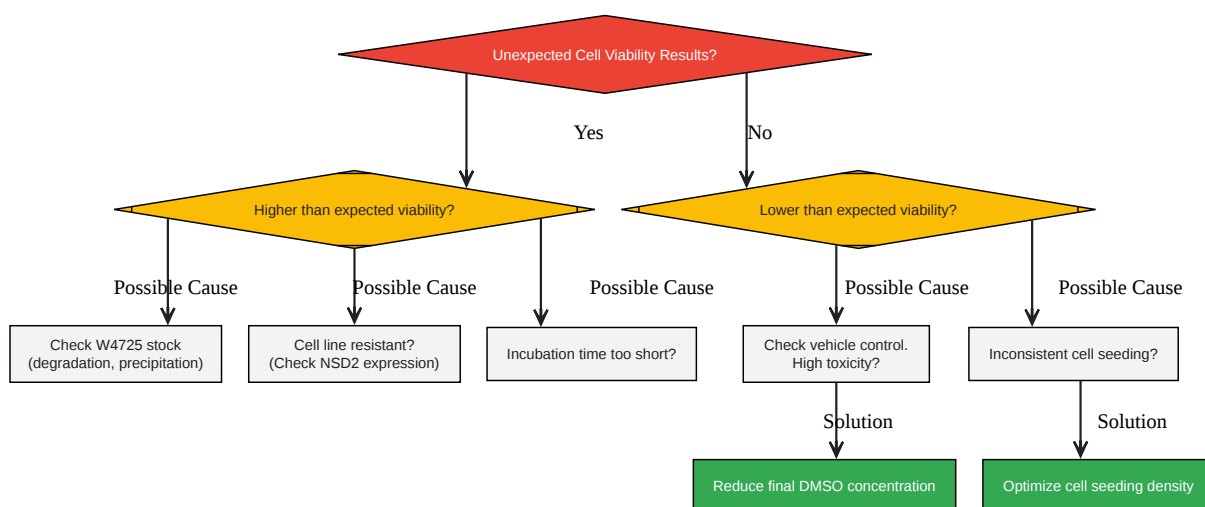 Unexpected Cell Viability Results?
Yes
No
Higher than expected viability?
Lower than expected viability?
Possible Cause
Possible Cause
Possible Cause
Possible Cause
Possible Cause
Check W4725 stock
(degradation, precipitation)
Cell line resistant?
(Check NSD2 expression)
Incubation time too short?
Check vehicle control.
High toxicity?
Inconsistent cell seeding?
Solution
Solution
Reduce final DMSO concentration
Optimize cell seeding density